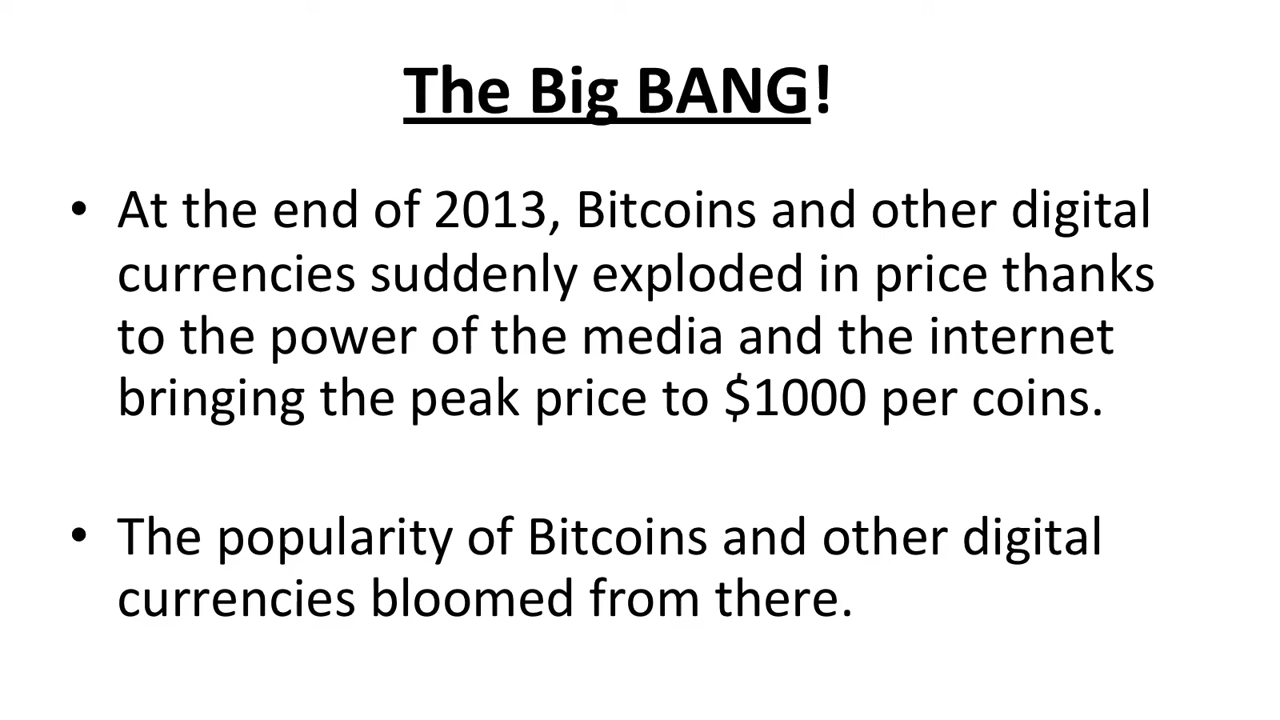 The Big BANG!
• At the end of 2013, Bitcoins and other digital
currencies suddenly exploded in price thanks
to the power of the media and the internet
bringing the peak price to $1000 per coins.
• The popularity of Bitcoins and other digital
currencies bloomed from there.